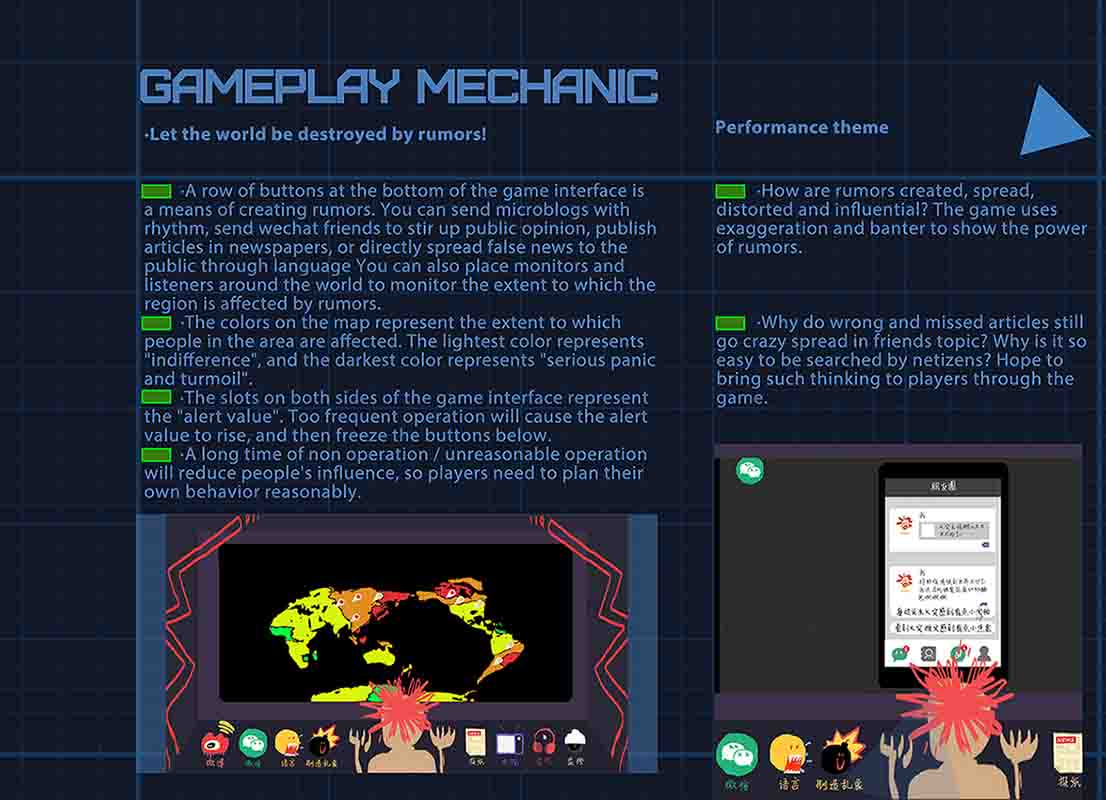 GAMEPLAY MECHANIC
·Let the world be destroyed by rumors!
·A row of buttons at the bottom of the game interface is
a means of creating rumors. You can send microblogs with
rhythm, send wechat friends to stir up public opinion, publish
articles in newspapers, or directly spread false news to the
public through language You can also place monitors and
listeners around the world to monitor the extent to which the
region is affected by rumors.
·The colors on the map represent the extent to which
people in the area are affected. The lightest color represents
"indifference", and the darkest color represents "serious panic
and turmoil".
·The slots on both sides of the game interface represent
the "alert value". Too frequent operation will cause the alert
value to rise, and then freeze the buttons below.
·A long time of non operation / unreasonable operation
will reduce people's influence, so players need to plan their
own behavior reasonably.
微博
微信
语言
制造乱象
报纸
监控
Performance theme
·How are rumors created, spread,
distorted and influential? The game uses
exaggeration and banter to show the power
of rumors.
·Why do wrong and missed articles still
go crazy spread in friends topic? Why is it so
easy to be searched by netizens? Hope to
bring such thinking to players through the
game.
朋友圈
微信
语言
制造乱象
NEWS
报纸